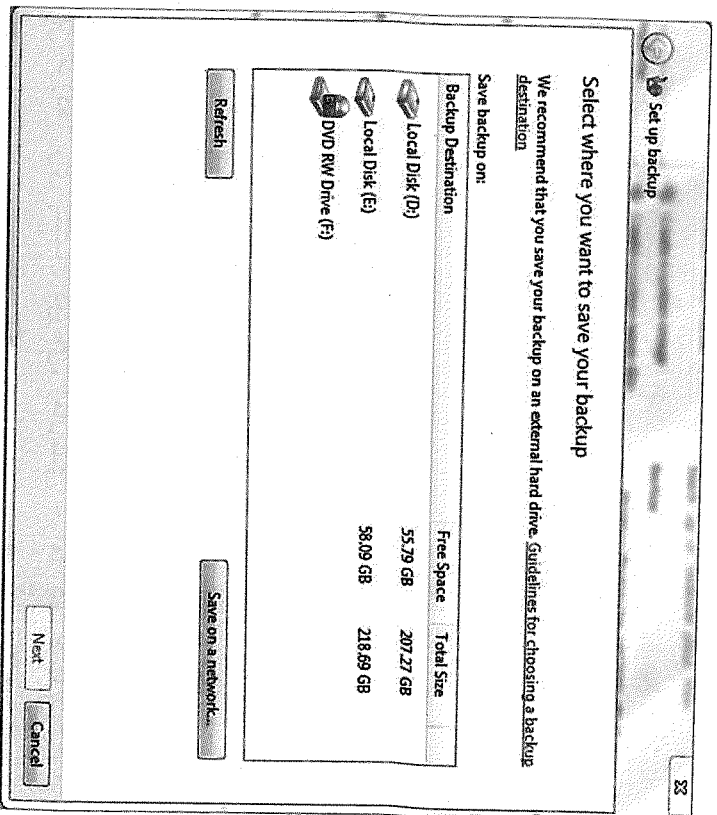 Set up backup
Select where you want to save your backup
We recommend that you save your backup on an external hard drive. Guidelines for choosing a backup
destination
Save backup on:
Backup Destination Free Space Total Size
Local Disk (D:) 55.79 GB 207.27 GB
Local Disk (E:) 58.09 GB 218.69 GB
DVD RW Drive (F:)
Refresh Save on a network...
Next Cancel